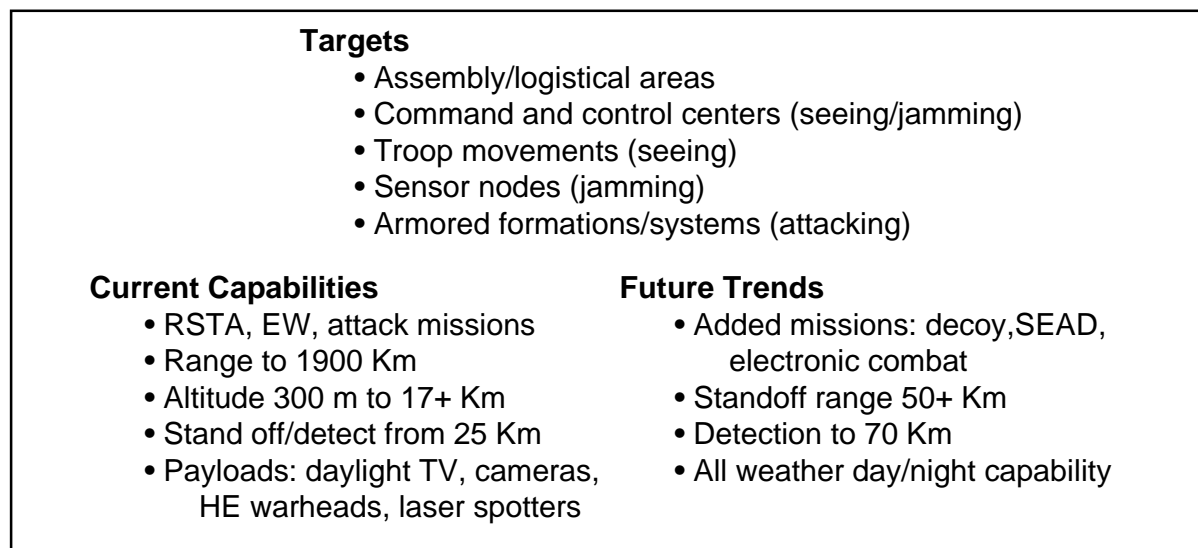 Targets
• Assembly/logistical areas
• Command and control centers (seeing/jamming)
• Troop movements (seeing)
• Sensor nodes (jamming)
• Armored formations/systems (attacking)
Current Capabilities
• RSTA, EW, attack missions
• Range to 1900 Km
• Altitude 300 m to 17+ Km
• Stand off/detect from 25 Km
• Payloads: daylight TV, cameras,
HE warheads, laser spotters
Future Trends
• Added missions: decoy,SEAD,
electronic combat
• Standoff range 50+ Km
• Detection to 70 Km
• All weather day/night capability